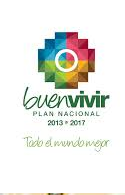 buenvivir
PLAN NACIONAL
2013 • 2017
Todo el mundo mejor